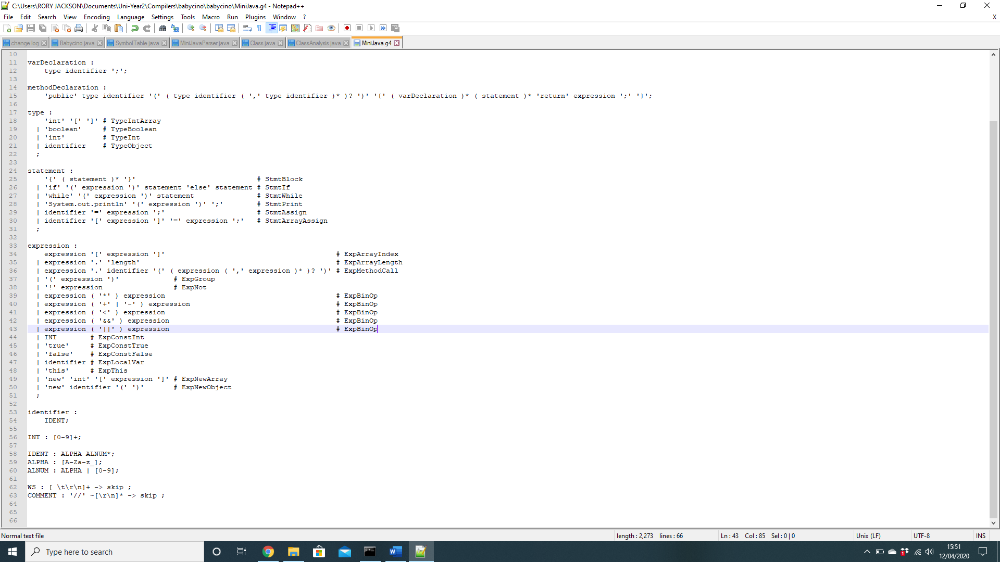 C:\Users\RORY JACKSON\Documents\Uni-Year2\Compilers\babycino\babycino\MiniJava.g4 - Notepad++
File Edit Search View Encoding Language Settings Tools Macro Run Plugins Window ? X
change.log Babycino.java SymbolTable.java MiniJavaParser.java Class.java ClassAnalysis.java MiniJava.g4
10
11 varDeclaration :
12     type identifier ';';
13
14 methodDeclaration :
15     'public' type identifier '(' ( type identifier ( ',' type identifier )* )? ')' '{' ( varDeclaration )* ( statement )* 'return' expression ';' '}';
16
17 type :
18     'int' '[' ']' # TypeIntArray
19   | 'boolean'     # TypeBoolean
20   | 'int'         # TypeInt
21   | identifier    # TypeObject
22   ;
23
24 statement :
25     '{' ( statement )* '}'                             # StmtBlock
26   | 'if' '(' expression ')' statement 'else' statement # StmtIf
27   | 'while' '(' expression ')' statement               # StmtWhile
28   | 'System.out.println' '(' expression ')' ';'        # StmtPrint
29   | identifier '=' expression ';'                      # StmtAssign
30   | identifier '[' expression ']' '=' expression ';'   # StmtArrayAssign
31   ;
32
33 expression :
34     expression '[' expression ']'                                         # ExpArrayIndex
35   | expression '.' 'length'                                               # ExpArrayLength
36   | expression '.' identifier '(' ( expression ( ',' expression )* )? ')' # ExpMethodCall
37   | '(' expression ')'             # ExpGroup
38   | '!' expression                 # ExpNot
39   | expression ( '*' ) expression                                         # ExpBinOp
40   | expression ( '+' | '-' ) expression                                   # ExpBinOp
41   | expression ( '<' ) expression                                         # ExpBinOp
42   | expression ( '&&' ) expression                                        # ExpBinOp
43   | expression ( '||' ) expression                                        # ExpBinOp
44   | INT        # ExpConstInt
45   | 'true'     # ExpConstTrue
46   | 'false'    # ExpConstFalse
47   | identifier # ExpLocalVar
48   | 'this'     # ExpThis
49   | 'new' 'int' '[' expression ']' # ExpNewArray
50   | 'new' identifier '(' ')'       # ExpNewObject
51   ;
52
53 identifier :
54     IDENT;
55
56 INT : [0-9]+;
57
58 IDENT : ALPHA ALNUM*;
59 ALPHA : [A-Za-z_];
60 ALNUM : ALPHA | [0-9];
61
62 WS : [ \t\r\n]+ -> skip ;
63 COMMENT : '//' ~[\r\n]* -> skip ;
64
65
66
Normal text file length : 2,273 lines : 66 Ln : 43 Col : 85 Sel : 0 | 0 Unix (LF) UTF-8 INS
Type here to search
15:51
12/04/2020